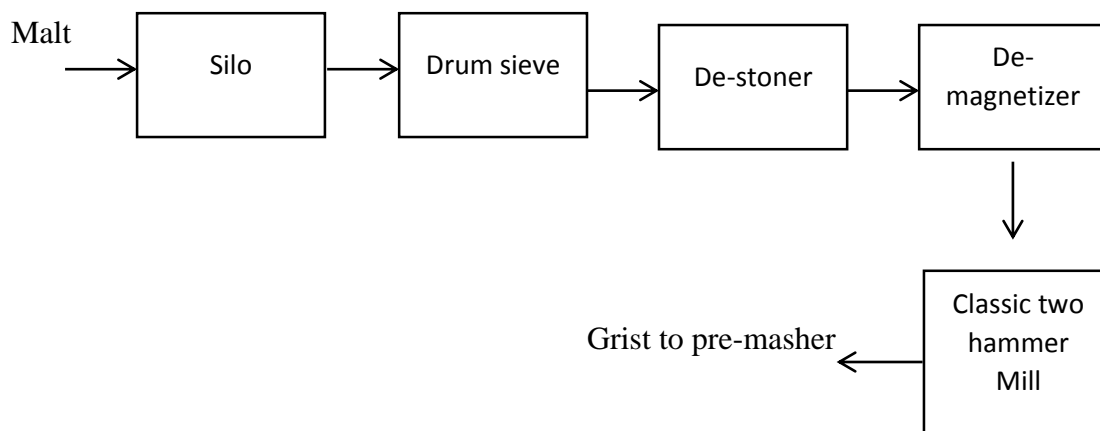 Malt
Silo
Drum sieve
De-stoner
De-
magnetizer
Classic two
hammer
Mill
Grist to pre-masher